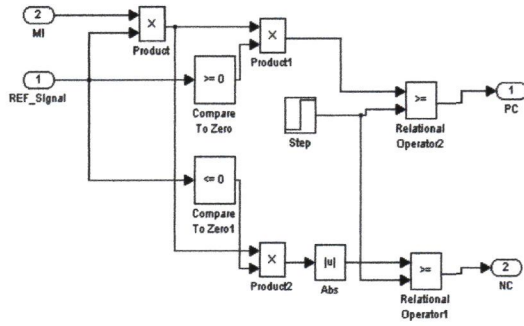 2
MI
×
Product
1
REF_Signal
>= 0
Compare
To Zero
×
Product1
Step
>=
Relational
Operator2
1
PC
<= 0
Compare
To Zero1
×
Product2
|u|
Abs
>=
Relational
Operator1
2
NC